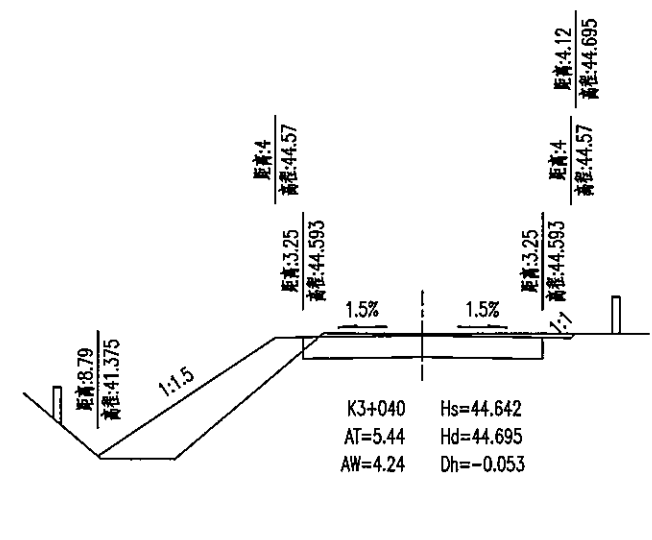 距离:4.12
高程:44.695
距离:4
高程:44.57
距离:4
高程:44.57
距离:3.25
高程:44.593
距离:3.25
高程:44.593
1.5%
1.5%
1:1
距离:8.79
高程:41.375
1:1.5
K3+040 Hs=44.642
AT=5.44 Hd=44.695
AW=4.24 Dh=-0.053